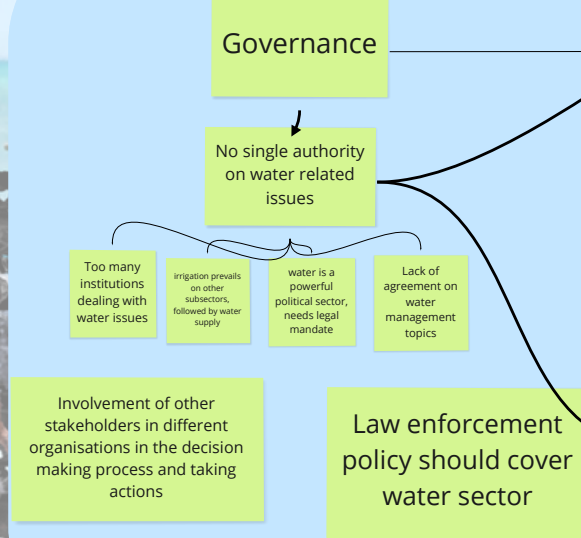 Governance
No single authority
on water related
issues
Too many
institutions
dealing with
water issues
irrigation prevails
on other
subsectors,
followed by water
supply
water is a
powerful
political sector,
needs legal
mandate
Lack of
agreement on
water
management
topics
Involvement of other
stakeholders in different
organisations in the decision
making process and taking
actions
Law enforcement
policy should cover
water sector